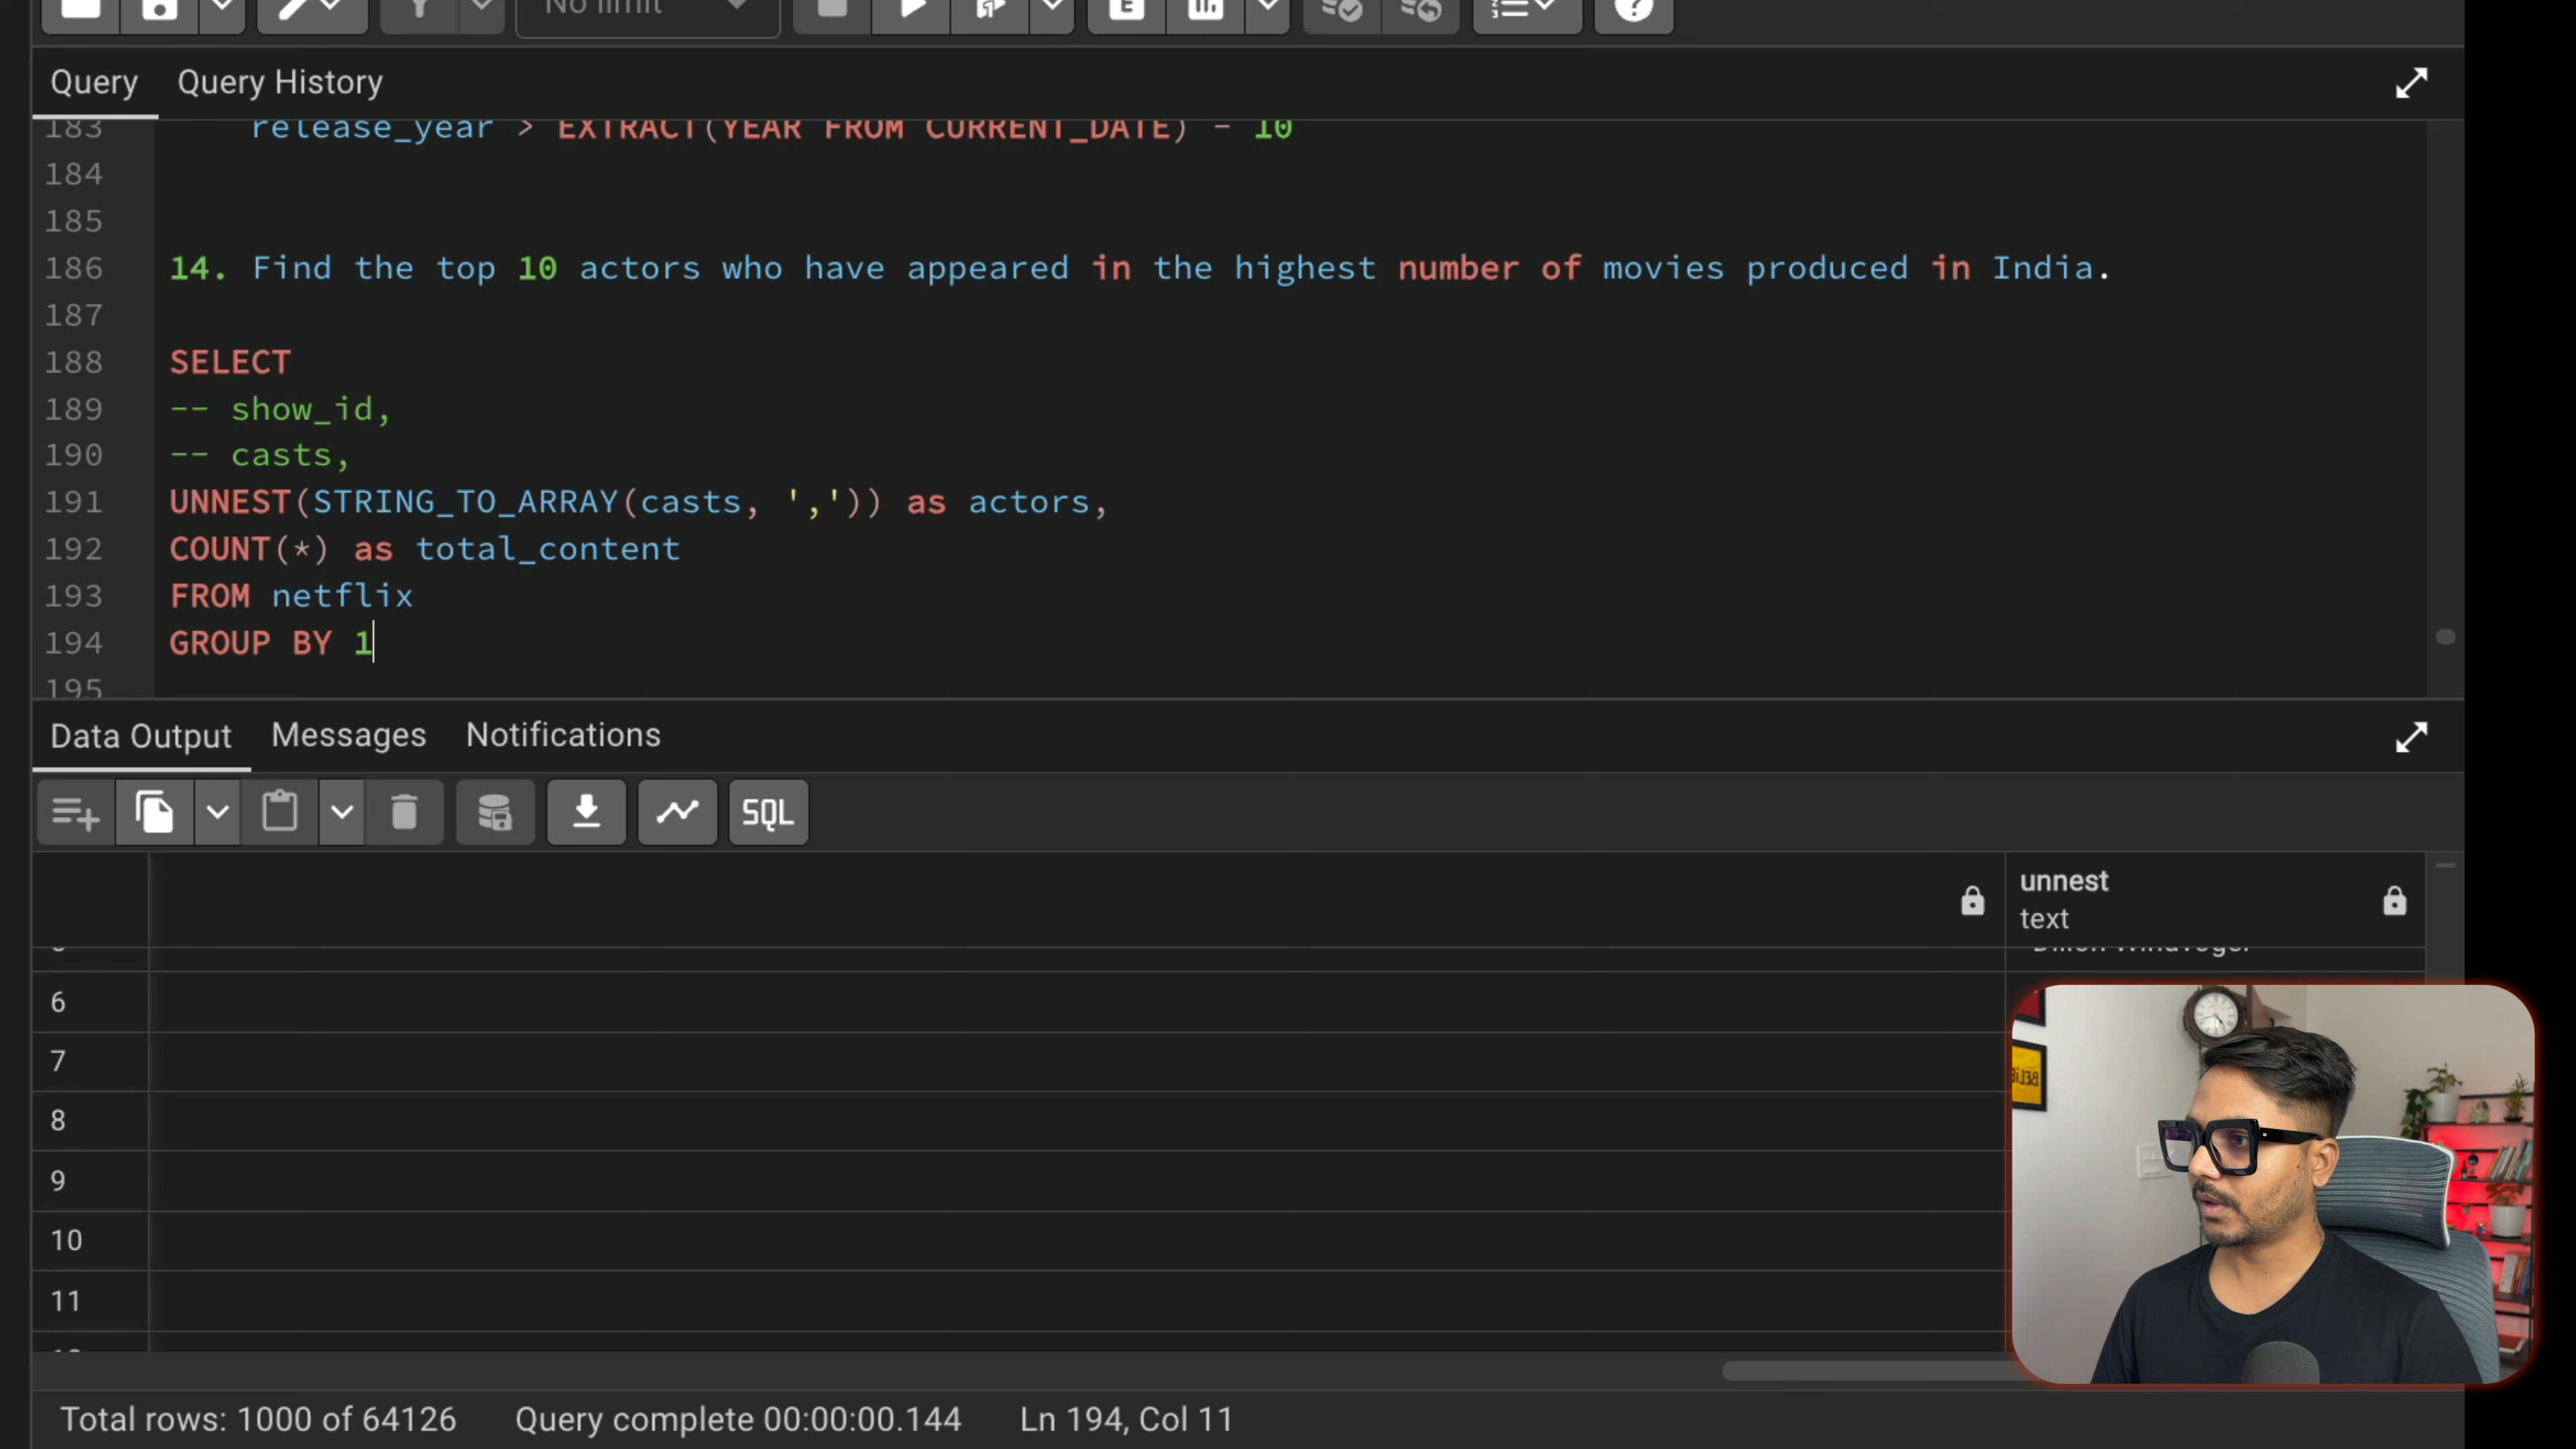 No limit
Query Query History
183 release_year > EXTRACT(YEAR FROM CURRENT_DATE) - 10
184
185
186 14. Find the top 10 actors who have appeared in the highest number of movies produced in India.
187
188 SELECT
189 -- show_id,
190 -- casts,
191 UNNEST(STRING_TO_ARRAY(casts, ',')) as actors,
192 COUNT(*) as total_content
193 FROM netflix
194 GROUP BY 1
195
Data Output Messages Notifications
SQL
unnest
text
6
7
8
9
10
11
Total rows: 1000 of 64126 Query complete 00:00:00.144 Ln 194, Col 11